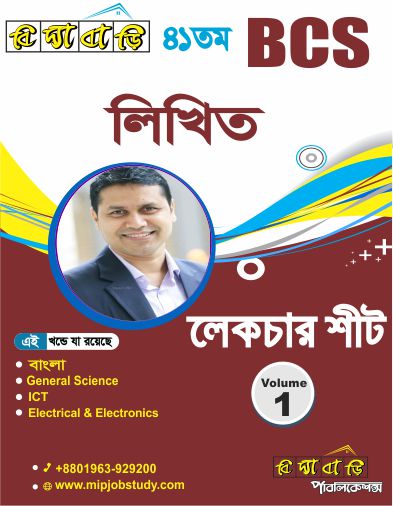 বিদ্যাবাড়ি ৪১তম BCS
লিখিত
লেকচার শীট
এই খন্ডে যা রয়েছে
বাংলা
General Science
ICT
Electrical & Electronics
Volume
1
+8801963-929200
www.mipjobstudy.com
বিদ্যাবাড়ি
পাবলিকেশন্স